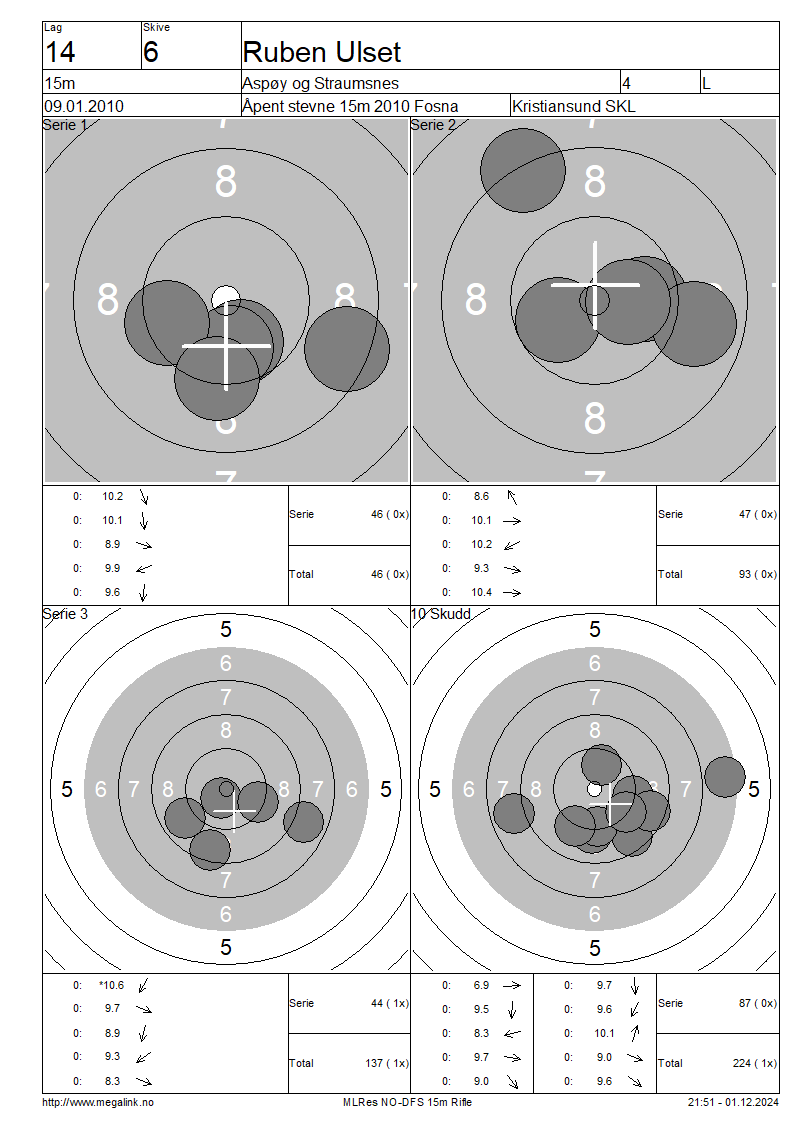 Lag Skive
14 6 Ruben Ulset
15m Aspøy og Straumsnes 4 L
09.01.2010 Åpent stevne 15m 2010 Fosna Kristiansund SKL
Serie 1
7
8
8 8
8
7
Serie 2
7
8
8
8
7
0: 10.2
0: 10.1
0: 8.9
0: 9.9
0: 9.6
Serie 46 ( 0x)
Total 46 ( 0x)
0: 8.6
0: 10.1
0: 10.2
0: 9.3
0: 10.4
Serie 47 ( 0x)
Total 93 ( 0x)
Serie 3
5
6
7
8
5 6 7 8 8 7 6 5
7
6
5
10 Skudd
5
6
7
8
5 6 7 8 8 7 5
7
6
5
0: *10.6
0: 9.7
0: 8.9
0: 9.3
0: 8.3
Serie 44 ( 1x)
Total 137 ( 1x)
0: 6.9 0: 9.7
0: 9.5 0: 9.6
0: 8.3 0: 10.1
0: 9.7 0: 9.0
0: 9.0 0: 9.6
Serie 87 ( 0x)
Total 224 ( 1x)
http://www.megalink.no MLRes NO-DFS 15m Rifle 21:51 - 01.12.2024